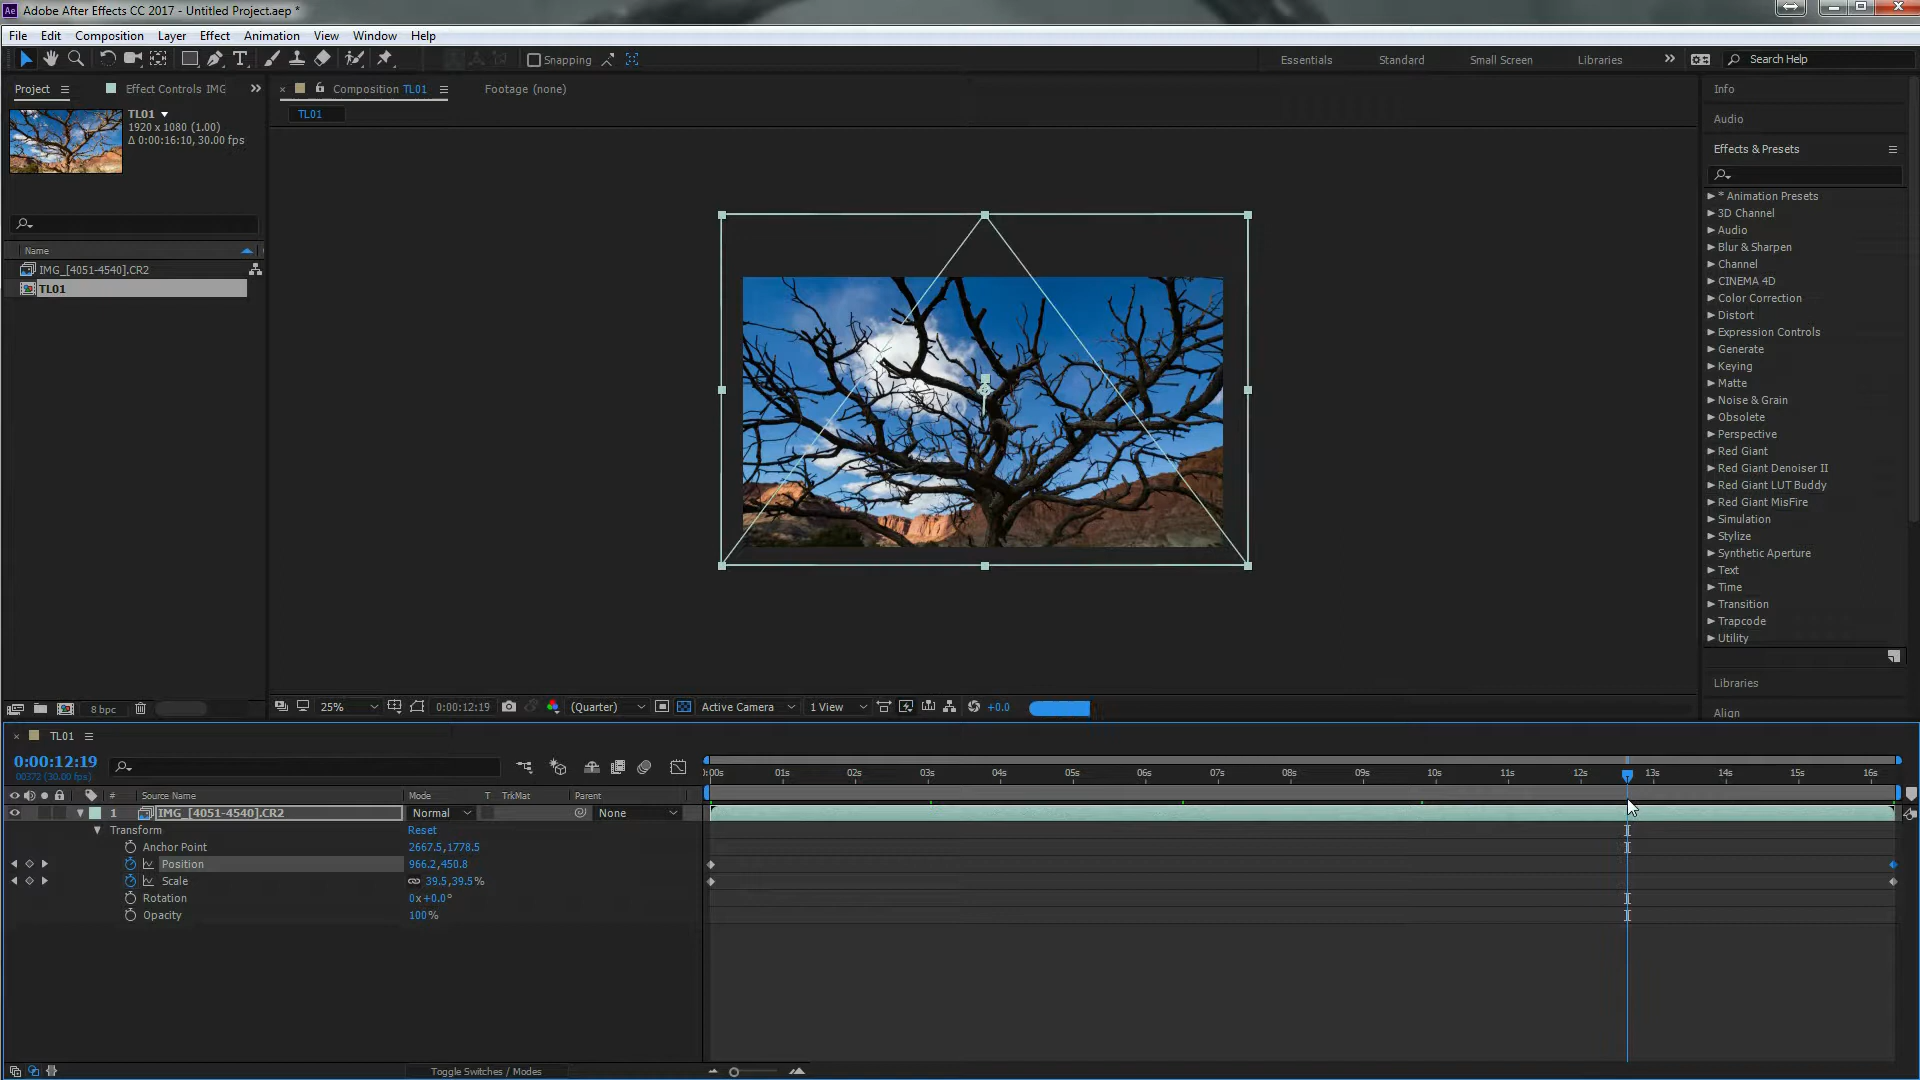 Adobe After Effects CC 2017 - Untitled Project.aep *
File Edit Composition Layer Effect Animation View Window Help
Snapping
Essentials Standard Small Screen Libraries
Search Help
Project Effect Controls IMG
Composition TL01 Footage (none)
TL01
TL01
1920 x 1080 (1.00)
Δ 0:00:16:10, 30.00 fps
Name
IMG_[4051-4540].CR2
TL01
8 bpc
Info
Audio
Effects & Presets
* Animation Presets
3D Channel
Audio
Blur & Sharpen
Channel
CINEMA 4D
Color Correction
Distort
Expression Controls
Generate
Keying
Matte
Noise & Grain
Obsolete
Perspective
Red Giant
Red Giant Denoiser II
Red Giant LUT Buddy
Red Giant MisFire
Simulation
Stylize
Synthetic Aperture
Text
Time
Transition
Trapcode
Utility
Libraries
Align
25% 0:00:12:19 (Quarter) Active Camera 1 View +0.0
TL01
0:00:12:19
00372 (30.00 fps)
# Source Name Mode T TrkMat Parent
1 IMG_[4051-4540].CR2 Normal None
Transform Reset
Anchor Point 2667.5,1778.5
Position 966.2,450.8
Scale 39.5,39.5%
Rotation 0x+0.0°
Opacity 100%
:00s 01s 02s 03s 04s 05s 06s 07s 08s 09s 10s 11s 12s 13s 14s 15s 16s
Toggle Switches / Modes